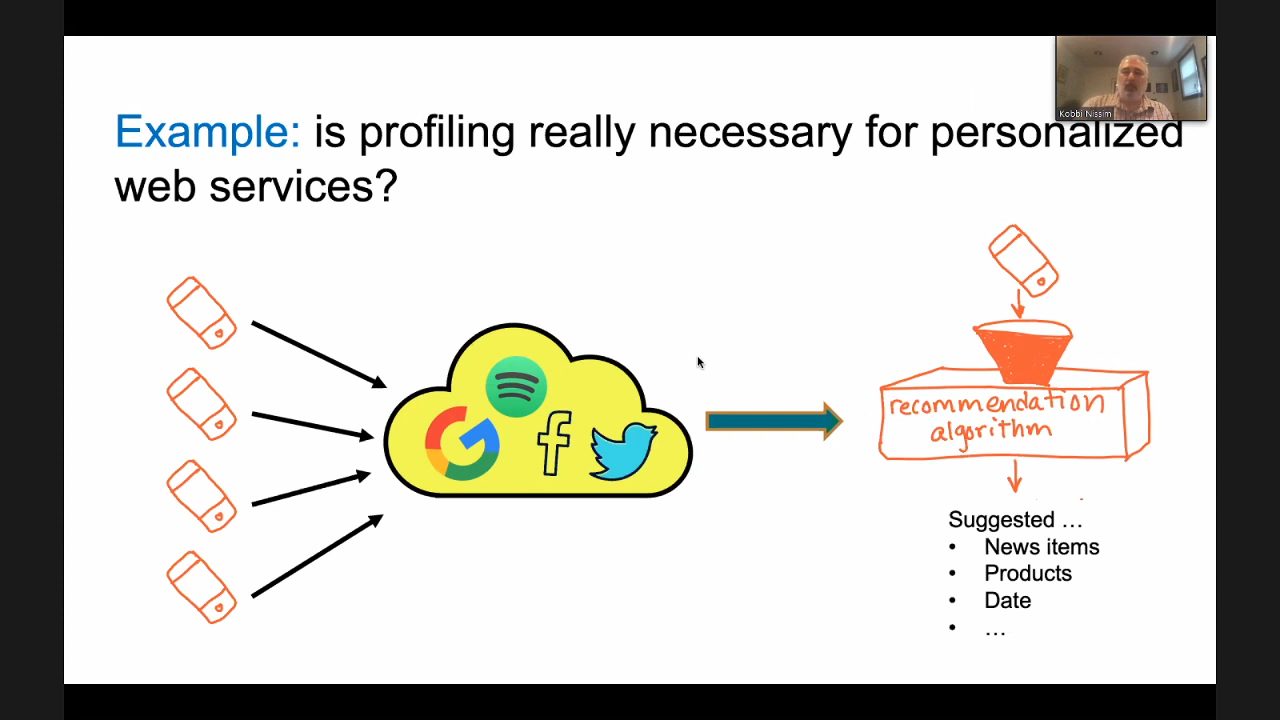 Example: is profiling really necessary for personalized
web services?
Kobbi Nissim
recommendation
algorithm
Suggested …
• News items
• Products
• Date
• …